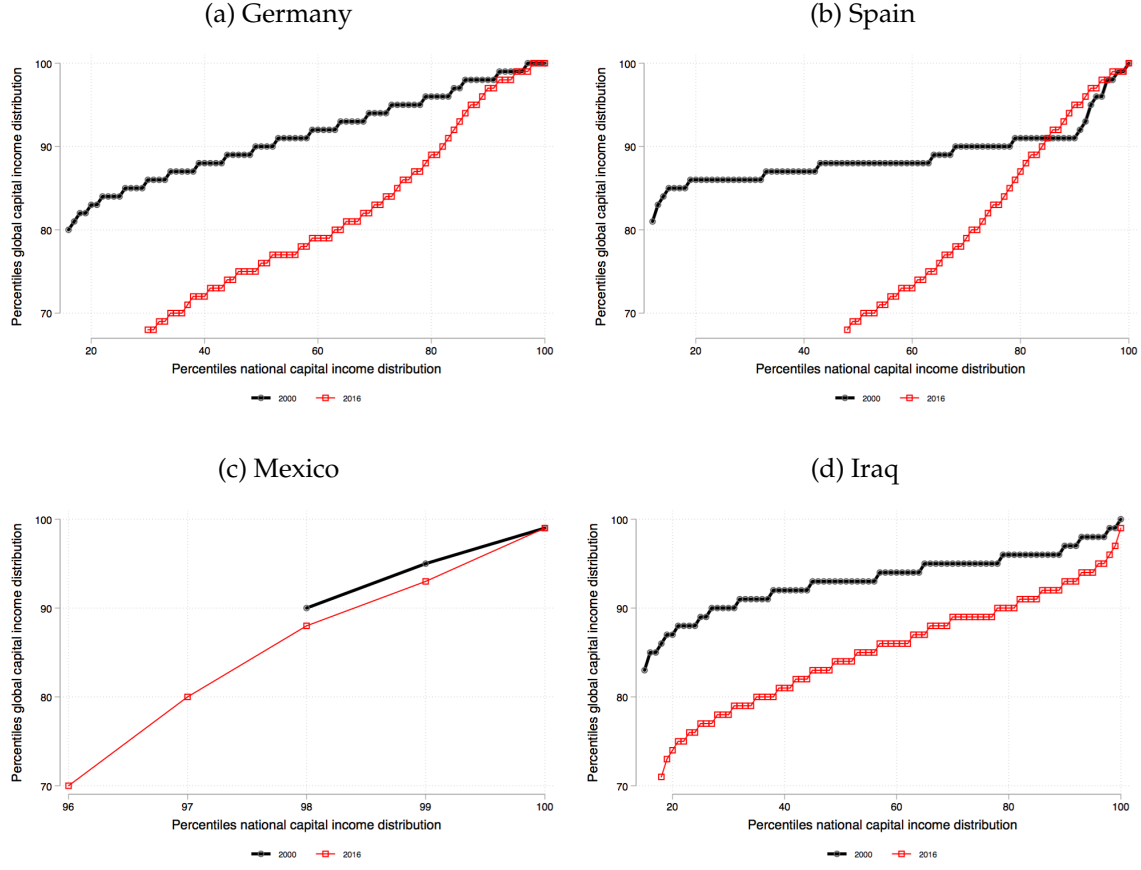 (a) Germany
Percentiles global capital income distribution
100
90
80
70
20 40 60 80 100
Percentiles national capital income distribution
2000 2016
(b) Spain
Percentiles global capital income distribution
100
90
80
70
20 40 60 80 100
Percentiles national capital income distribution
2000 2016
(c) Mexico
Percentiles global capital income distribution
100
90
80
70
96 97 98 99 100
Percentiles national capital income distribution
2000 2016
(d) Iraq
Percentiles global capital income distribution
100
90
80
70
20 40 60 80 100
Percentiles national capital income distribution
2000 2016